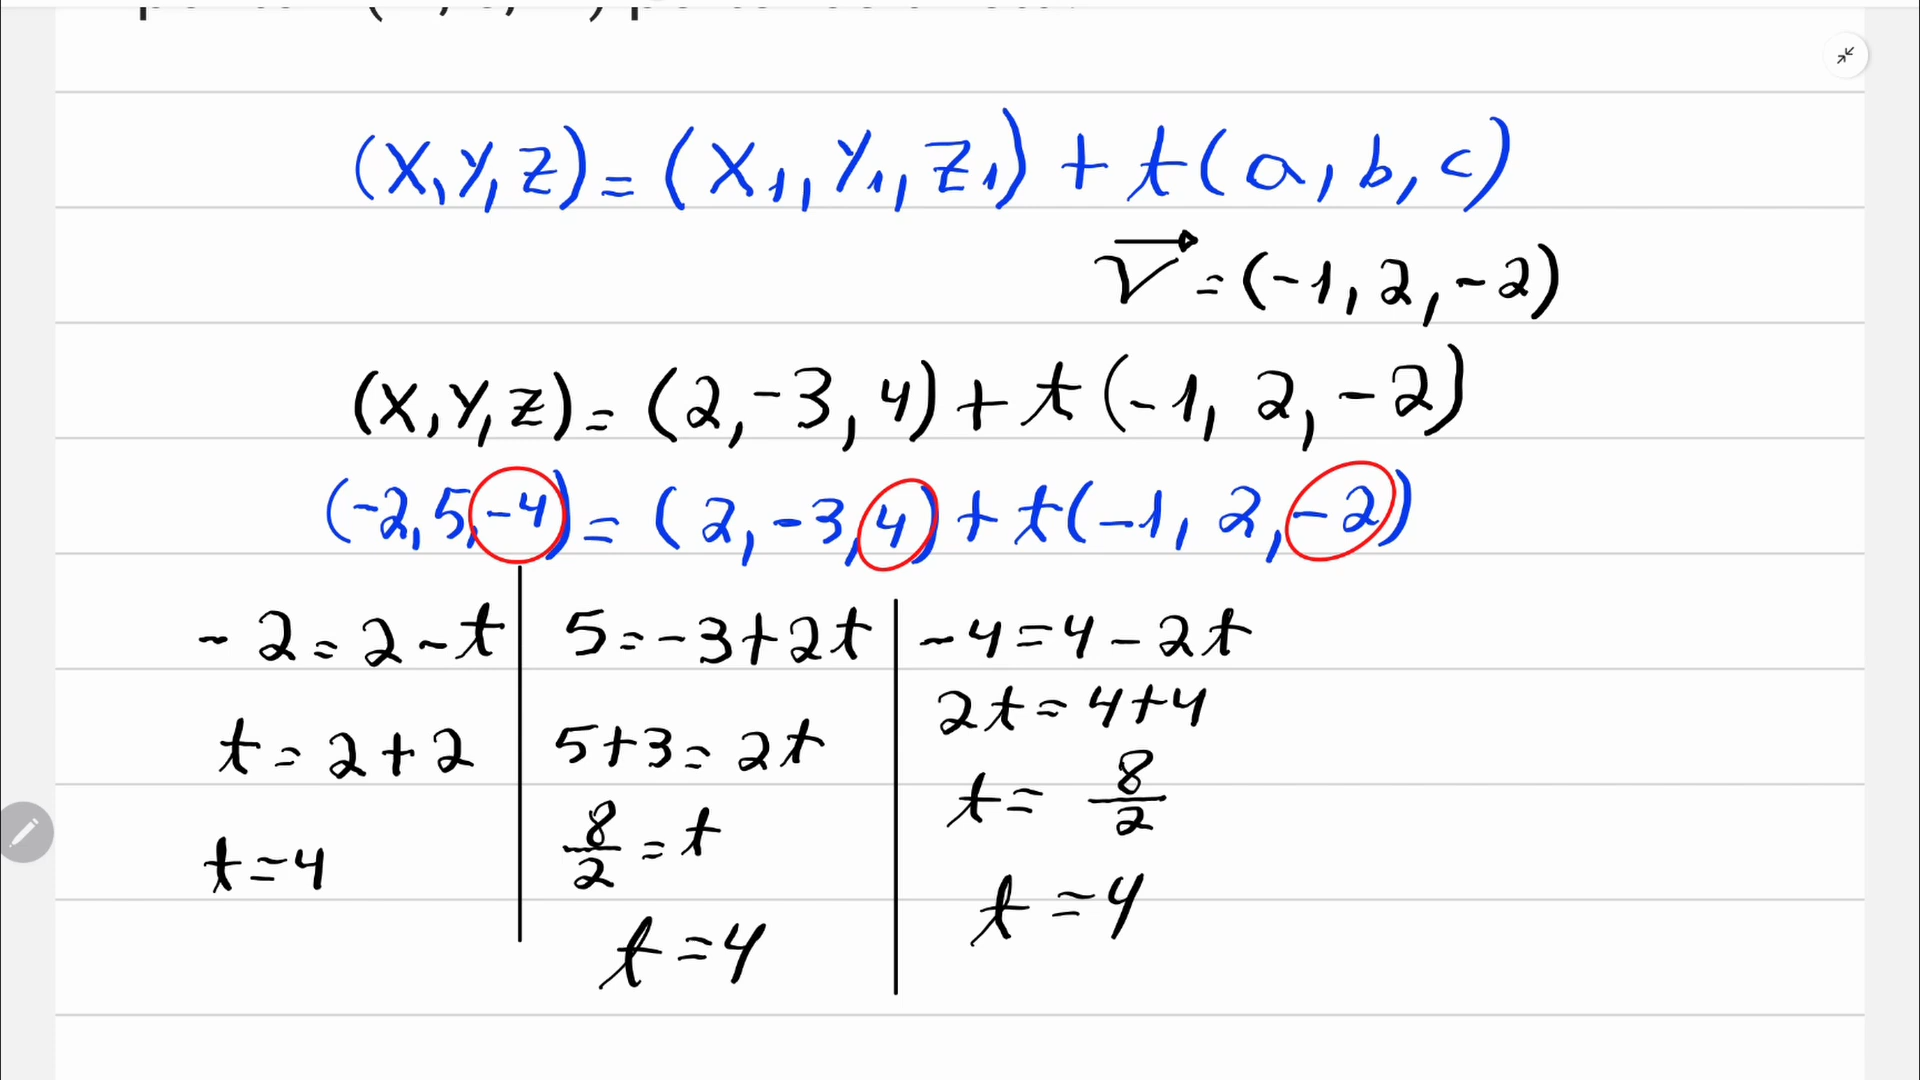 (x,y,z)=(x₁,y₁,z₁)+t(a,b,c)
v⃗=(-1,2,-2)
(x,y,z)=(2,-3,4)+t(-1,2,-2)
(-2,5,-4)=(2,-3,4)+t(-1,2,-2)
-2=2-t
t=2+2
t=4
5=-3+2t
5+3=2t
8/2=t
t=4
-4=4-2t
2t=4+4
t=8/2
t=4